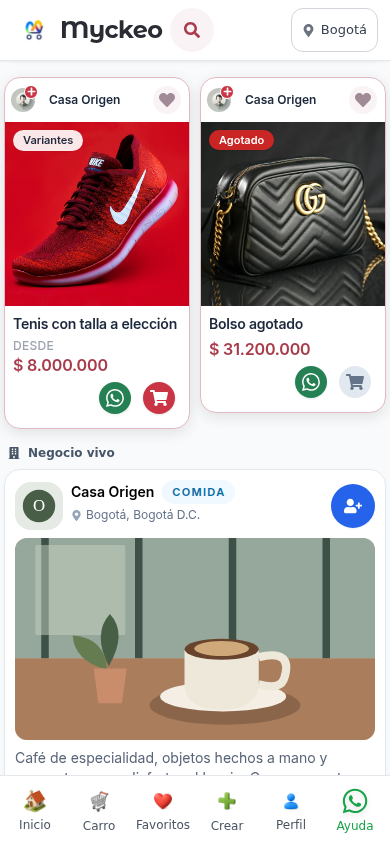 Myckeo
Bogotá
Casa Origen
Variantes
NIKE
Tenis con talla a elección
DESDE
$ 8.000.000
Casa Origen
Agotado
Bolso agotado
$ 31.200.000
Negocio vivo
O
Casa Origen
COMIDA
Bogotá, Bogotá D.C.
Café de especialidad, objetos hechos a mano y
Inicio
Carro
Favoritos
Crear
Perfil
Ayuda